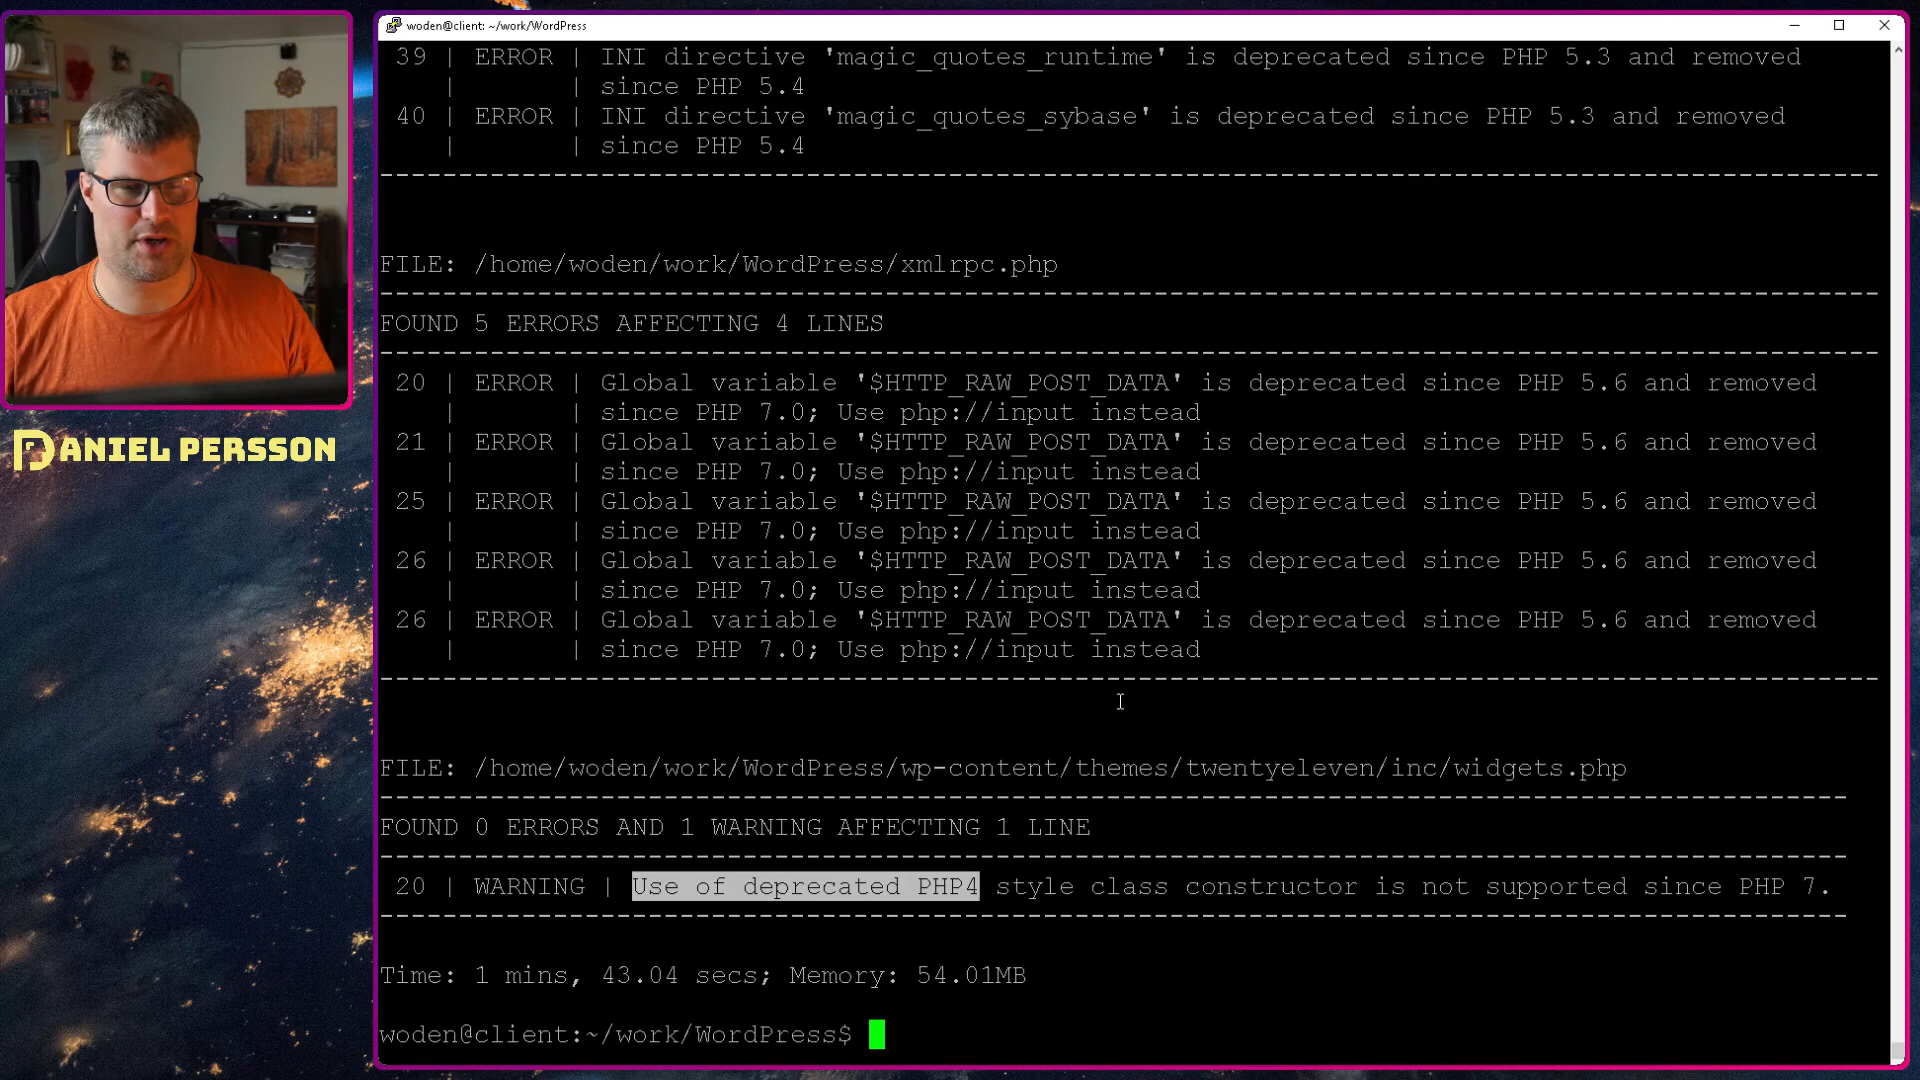 woden@client: ~/work/WordPress
39 | ERROR | INI directive 'magic_quotes_runtime' is deprecated since PHP 5.3 and removed
| | since PHP 5.4
40 | ERROR | INI directive 'magic_quotes_sybase' is deprecated since PHP 5.3 and removed
| | since PHP 5.4
-----------------------------------------------------------------------------------------------
FILE: /home/woden/work/WordPress/xmlrpc.php
-----------------------------------------------------------------------------------------------
FOUND 5 ERRORS AFFECTING 4 LINES
-----------------------------------------------------------------------------------------------
20 | ERROR | Global variable '$HTTP_RAW_POST_DATA' is deprecated since PHP 5.6 and removed
| | since PHP 7.0; Use php://input instead
21 | ERROR | Global variable '$HTTP_RAW_POST_DATA' is deprecated since PHP 5.6 and removed
| | since PHP 7.0; Use php://input instead
25 | ERROR | Global variable '$HTTP_RAW_POST_DATA' is deprecated since PHP 5.6 and removed
| | since PHP 7.0; Use php://input instead
26 | ERROR | Global variable '$HTTP_RAW_POST_DATA' is deprecated since PHP 5.6 and removed
| | since PHP 7.0; Use php://input instead
26 | ERROR | Global variable '$HTTP_RAW_POST_DATA' is deprecated since PHP 5.6 and removed
| | since PHP 7.0; Use php://input instead
-----------------------------------------------------------------------------------------------
FILE: /home/woden/work/WordPress/wp-content/themes/twentyeleven/inc/widgets.php
---------------------------------------------------------------------------------------------
FOUND 0 ERRORS AND 1 WARNING AFFECTING 1 LINE
---------------------------------------------------------------------------------------------
20 | WARNING | Use of deprecated PHP4 style class constructor is not supported since PHP 7.
---------------------------------------------------------------------------------------------
Time: 1 mins, 43.04 secs; Memory: 54.01MB
woden@client:~/work/WordPress$
DANIEL PERSSON